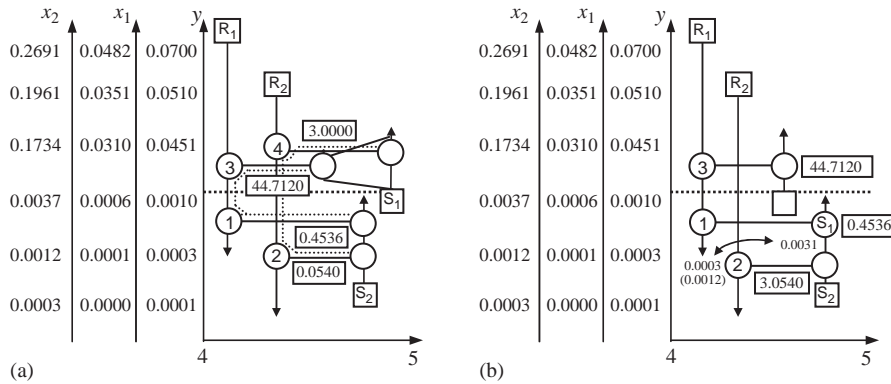 x2 x1 y
0.2691 0.0482 0.0700
0.1961 0.0351 0.0510
0.1734 0.0310 0.0451
0.0037 0.0006 0.0010
0.0012 0.0001 0.0003
0.0003 0.0000 0.0001
R1
R2
3.0000
4
3
44.7120
S1
1
0.4536
2
0.0540
S2
4 5
(a)
x2 x1 y
0.2691 0.0482 0.0700
0.1961 0.0351 0.0510
0.1734 0.0310 0.0451
0.0037 0.0006 0.0010
0.0012 0.0001 0.0003
0.0003 0.0000 0.0001
R1
R2
3
44.7120
1
S1
0.4536
0.0031
0.0003
(0.0012)
2
3.0540
S2
4 5
(b)